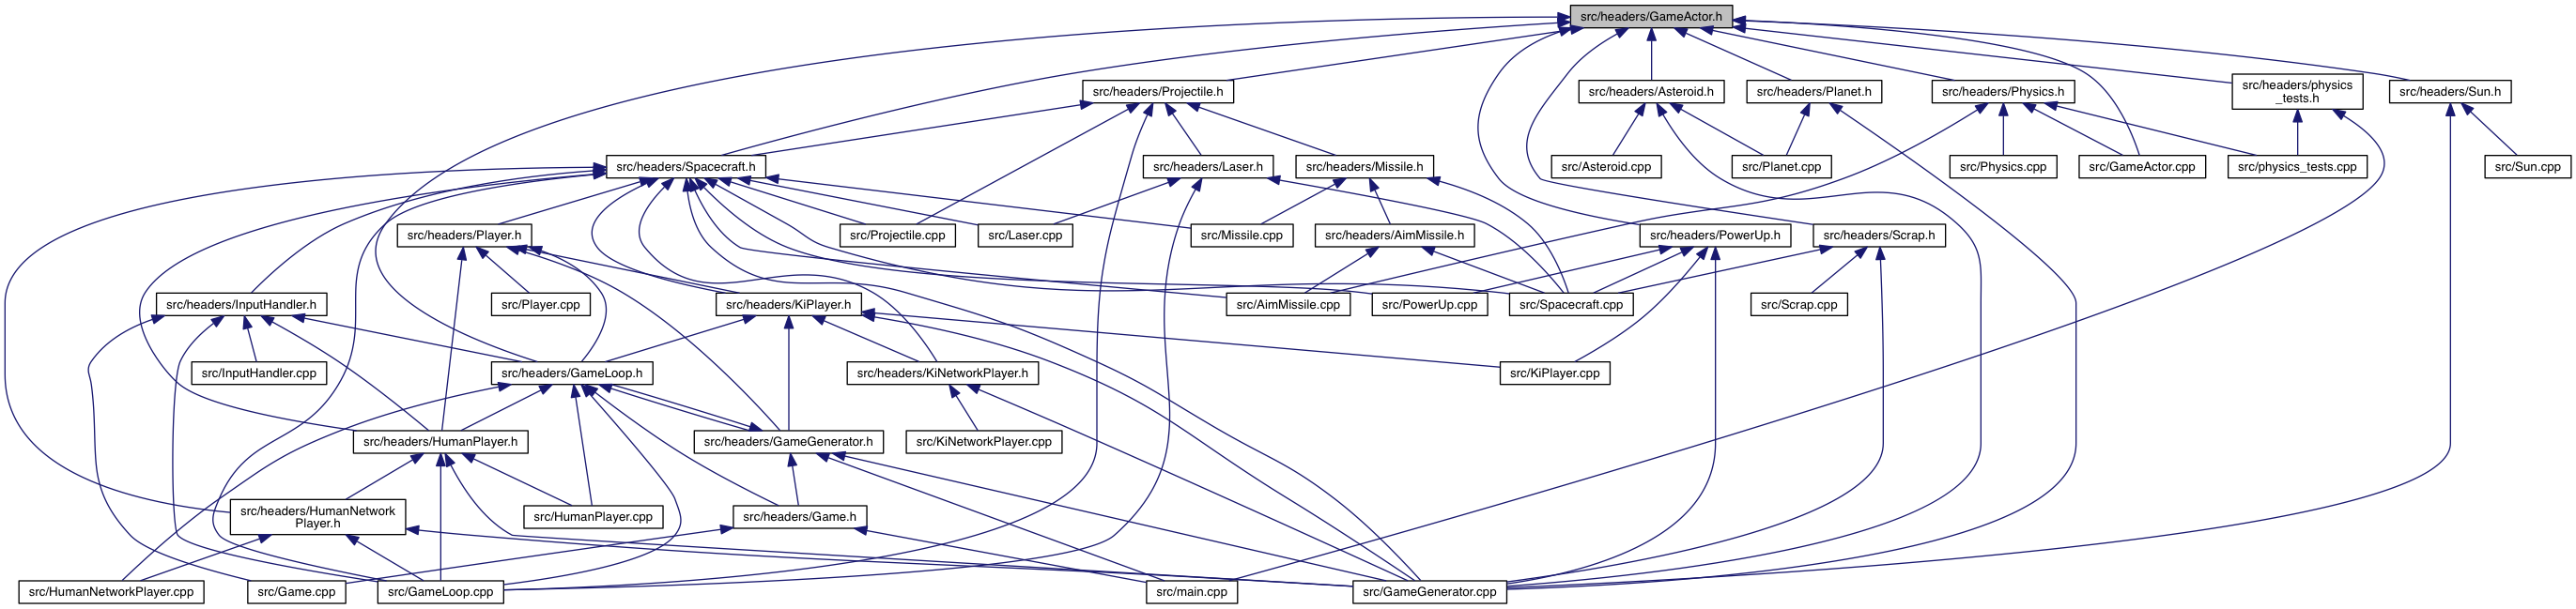 src/headers/GameActor.h
src/headers/Projectile.h
src/headers/Asteroid.h
src/headers/Planet.h
src/headers/Physics.h
src/headers/physics
_tests.h
src/headers/Sun.h
src/headers/Spacecraft.h
src/headers/Laser.h
src/headers/Missile.h
src/Asteroid.cpp
src/Planet.cpp
src/Physics.cpp
src/GameActor.cpp
src/physics_tests.cpp
src/Sun.cpp
src/headers/Player.h
src/Projectile.cpp
src/Laser.cpp
src/Missile.cpp
src/headers/AimMissile.h
src/headers/PowerUp.h
src/headers/Scrap.h
src/headers/InputHandler.h
src/Player.cpp
src/headers/KiPlayer.h
src/AimMissile.cpp
src/PowerUp.cpp
src/Spacecraft.cpp
src/Scrap.cpp
src/InputHandler.cpp
src/headers/GameLoop.h
src/headers/KiNetworkPlayer.h
src/KiPlayer.cpp
src/headers/HumanPlayer.h
src/headers/GameGenerator.h
src/KiNetworkPlayer.cpp
src/headers/HumanNetwork
Player.h
src/HumanPlayer.cpp
src/headers/Game.h
src/HumanNetworkPlayer.cpp
src/Game.cpp
src/GameLoop.cpp
src/main.cpp
src/GameGenerator.cpp